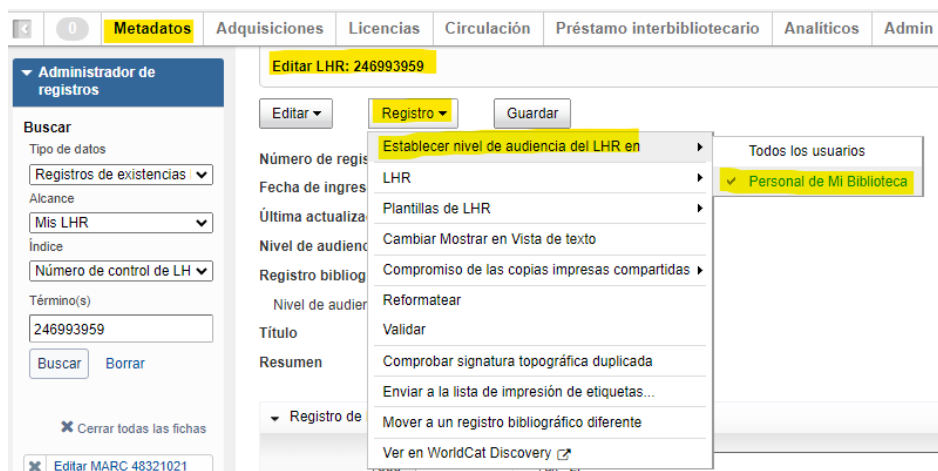 0 Metadatos Adquisiciones Licencias Circulación Préstamo interbibliotecario Analíticos Admin
Administrador de
registros
Buscar
Tipo de datos
Registros de existencias
Alcance
Mis LHR
Índice
Número de control de LH
Término(s)
246993959
Buscar Borrar
Cerrar todas las fichas
Editar MARC 48321021
Editar LHR: 246993959
Editar Registro Guardar
Número de regis
Fecha de ingres
Última actualiza
Nivel de audienc
Registro bibliog
Nivel de audier
Título
Resumen
Registro de
Establecer nivel de audiencia del LHR en
LHR
Plantillas de LHR
Cambiar Mostrar en Vista de texto
Compromiso de las copias impresas compartidas
Reformatear
Validar
Comprobar signatura topográfica duplicada
Enviar a la lista de impresión de etiquetas...
Mover a un registro bibliográfico diferente
Ver en WorldCat Discovery
Todos los usuarios
Personal de Mi Biblioteca